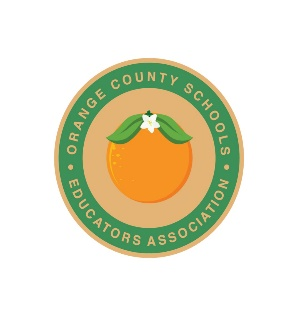 ORANGE COUNTY SCHOOLS
EDUCATORS ASSOCIATION